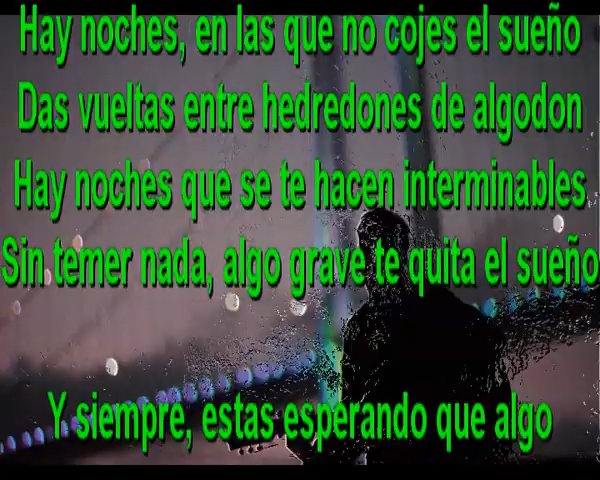 Hay noches, en las que no cojes el sueño
Das vueltas entre hedredones de algodon
Hay noches que se te hacen interminables
Sin temer nada, algo grave te quita el sueño
Y siempre, estas esperando que algo